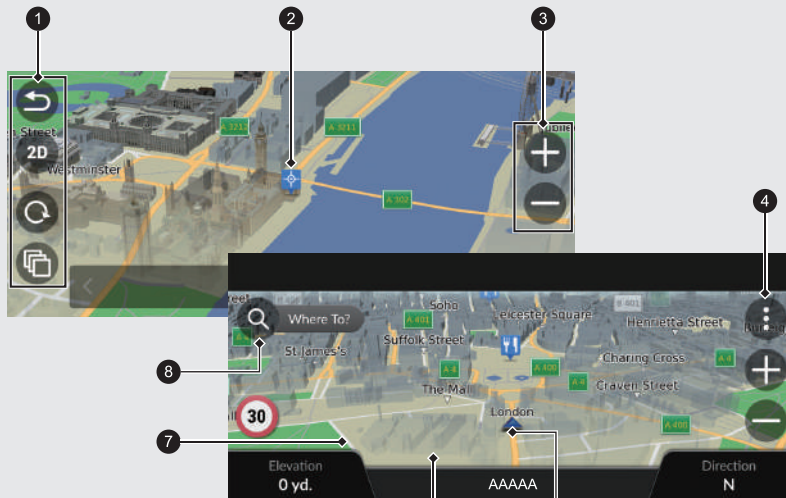 1
2
3
A 3212
A 3211
Street
2D
Westminster
A 302
4
Soho
B 401
Where To?
A 401
Leicester Square
Henrietta Street
St James's
Suffolk Street
A 4
8
Charing Cross
A 4
A 400
A 4
A 4
The Mall
Craven Street
30
London
A 400
7
Elevation
0 yd.
AAAAA
Direction
N